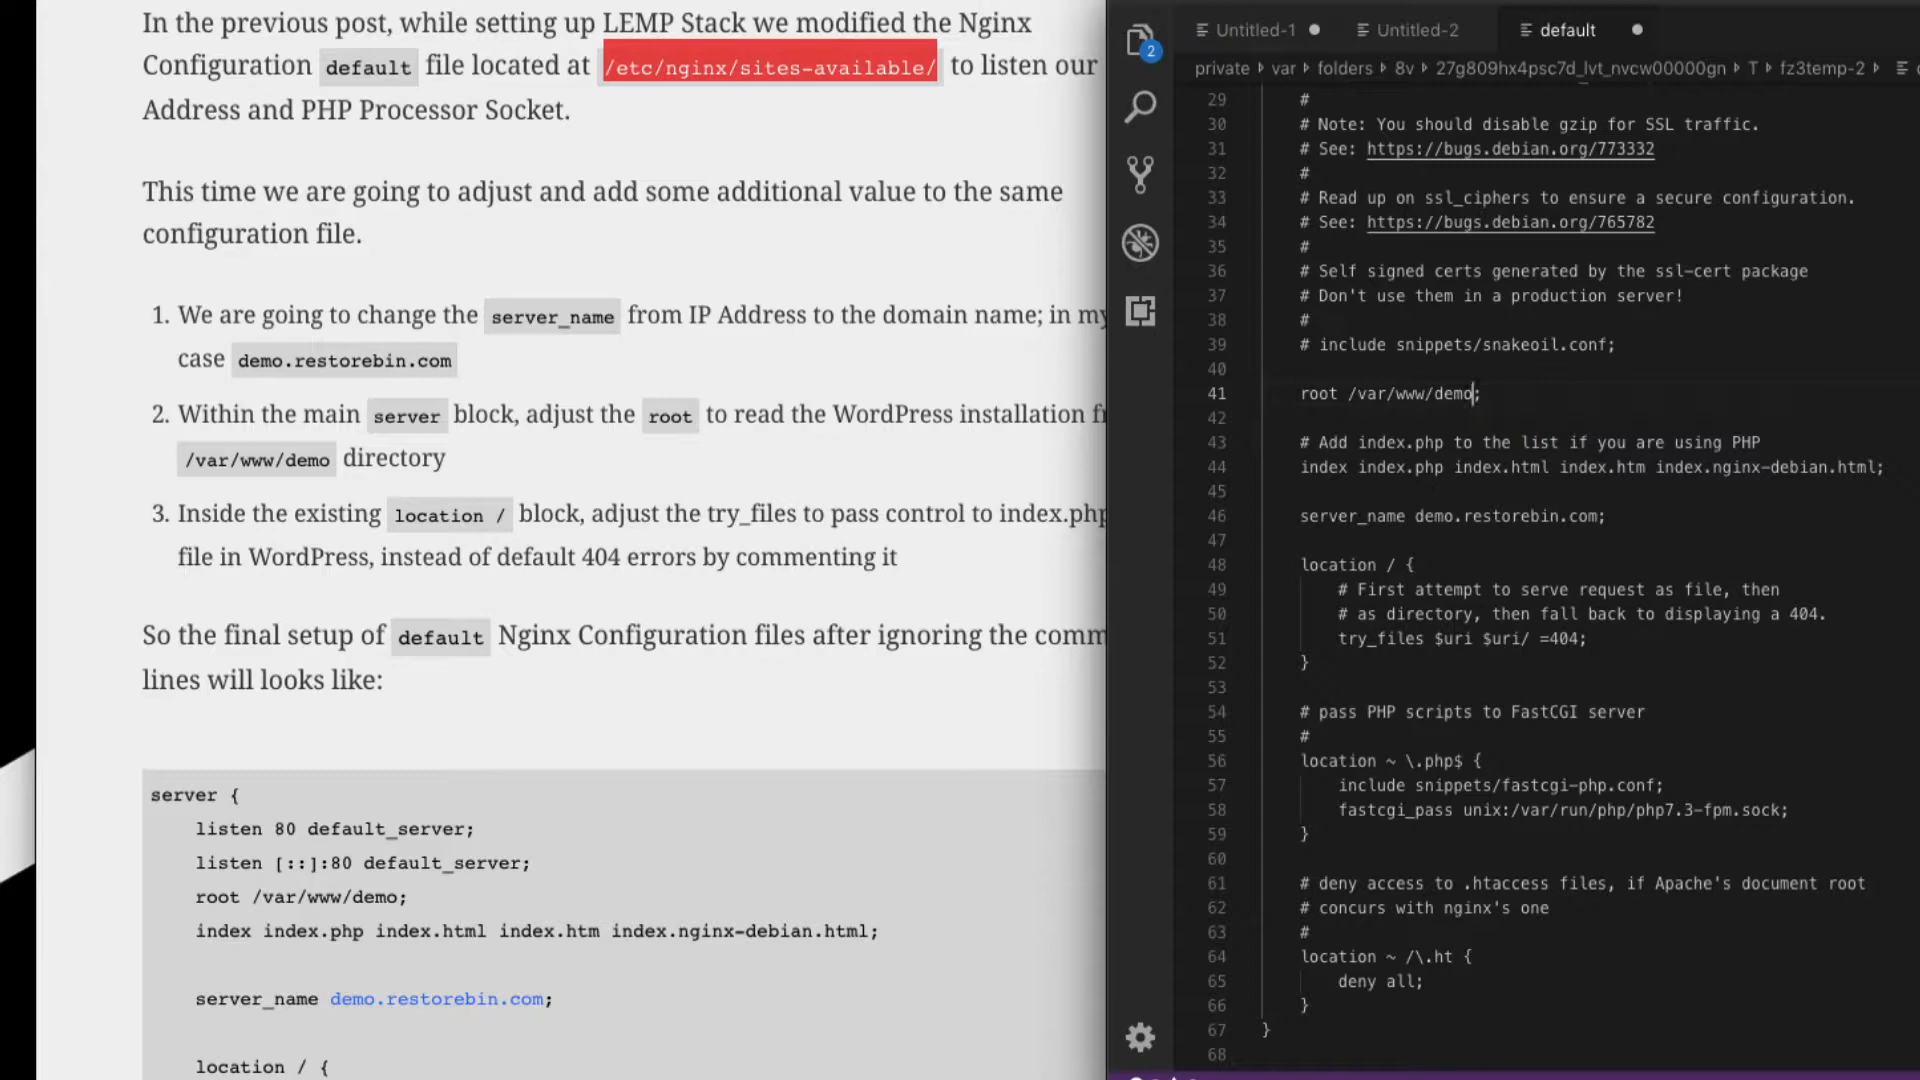 In the previous post, while setting up LEMP Stack we modified the Nginx
Configuration default file located at /etc/nginx/sites-available/ to listen our
Address and PHP Processor Socket.
This time we are going to adjust and add some additional value to the same
configuration file.
1. We are going to change the server_name from IP Address to the domain name; in my
case demo.restorebin.com
2. Within the main server block, adjust the root to read the WordPress installation
/var/www/demo directory
3. Inside the existing location / block, adjust the try_files to pass control to index.php
file in WordPress, instead of default 404 errors by commenting it
So the final setup of default Nginx Configuration files after ignoring the comm
lines will looks like:
server {
listen 80 default_server;
listen [::]:80 default_server;
root /var/www/demo;
index index.php index.html index.htm index.nginx-debian.html;
server_name demo.restorebin.com;
location / {
2
Untitled-1
Untitled-2
default
private var folders 8v 27g809hx4psc7d_lvt_nvcw00000gn T fz3temp-2
29 #
30 # Note: You should disable gzip for SSL traffic.
31 # See: https://bugs.debian.org/773332
32 #
33 # Read up on ssl_ciphers to ensure a secure configuration.
34 # See: https://bugs.debian.org/765782
35 #
36 # Self signed certs generated by the ssl-cert package
37 # Don't use them in a production server!
38 #
39 # include snippets/snakeoil.conf;
40
41 root /var/www/demo;
42
43 # Add index.php to the list if you are using PHP
44 index index.php index.html index.htm index.nginx-debian.html;
45
46 server_name demo.restorebin.com;
47
48 location / {
49 # First attempt to serve request as file, then
50 # as directory, then fall back to displaying a 404.
51 try_files $uri $uri/ =404;
52 }
53
54 # pass PHP scripts to FastCGI server
55 #
56 location ~ \.php$ {
57 include snippets/fastcgi-php.conf;
58 fastcgi_pass unix:/var/run/php/php7.3-fpm.sock;
59 }
60
61 # deny access to .htaccess files, if Apache's document root
62 # concurs with nginx's one
63 #
64 location ~ /\.ht {
65 deny all;
66 }
67 }
68